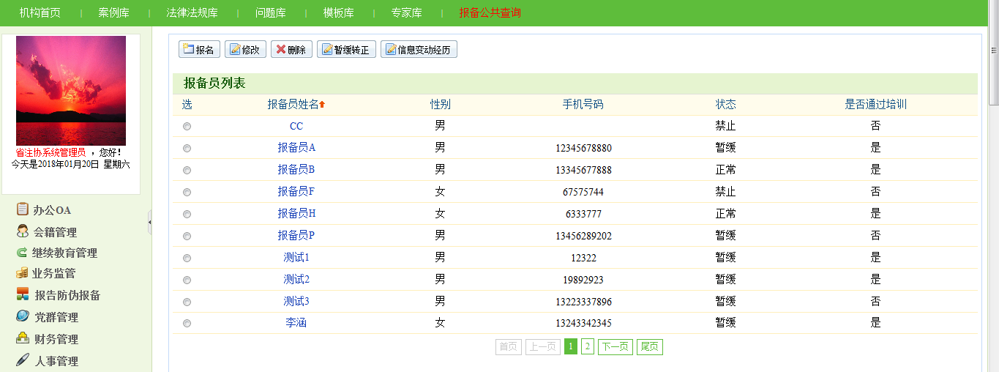 机构首页 案例库 法律法规库 问题库 模板库 专家库 报备公共查询
省注协系统管理员 ，您好！
今天是2018年01月20日 星期六
办公OA
会籍管理
继续教育管理
业务监管
报告防伪报备
党群管理
财务管理
人事管理
报名 修改 删除 暂缓转正 信息变动经历
报备员列表
选 报备员姓名 性别 手机号码 状态 是否通过培训
CC 男 禁止 否
报备员A 男 12345678880 暂缓 是
报备员B 男 13345677888 正常 是
报备员F 女 67575744 禁止 否
报备员H 女 6333777 正常 是
报备员P 男 13456289202 暂缓 否
测试1 男 12322 暂缓 是
测试2 男 19892923 暂缓 是
测试3 男 13223337896 暂缓 否
李涵 女 13243342345 暂缓 是
首页 上一页 1 2 下一页 尾页